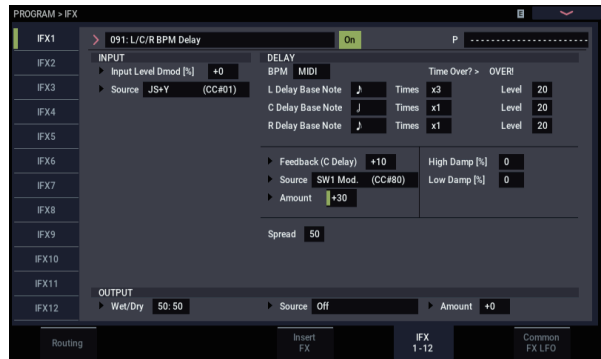 PROGRAM > IFX E
IFX1 091: L/C/R BPM Delay On P -----------------------
IFX2 INPUT DELAY
Input Level Dmod [%] +0 BPM MIDI Time Over? > OVER!
IFX3 Source JS+Y (CC#01) L Delay Base Note ♪ Times x3 Level 20
IFX4 C Delay Base Note ♩ Times x1 Level 20
IFX5 R Delay Base Note ♪ Times x1 Level 20
IFX6 Feedback (C Delay) +10 High Damp [%] 0
IFX7 Source SW1 Mod. (CC#80) Low Damp [%] 0
IFX8 Amount +30
IFX9 Spread 50
IFX10
IFX11
OUTPUT
IFX12 Wet/Dry 50: 50 Source Off Amount +0
Routing Insert FX IFX 1-12 Common FX LFO